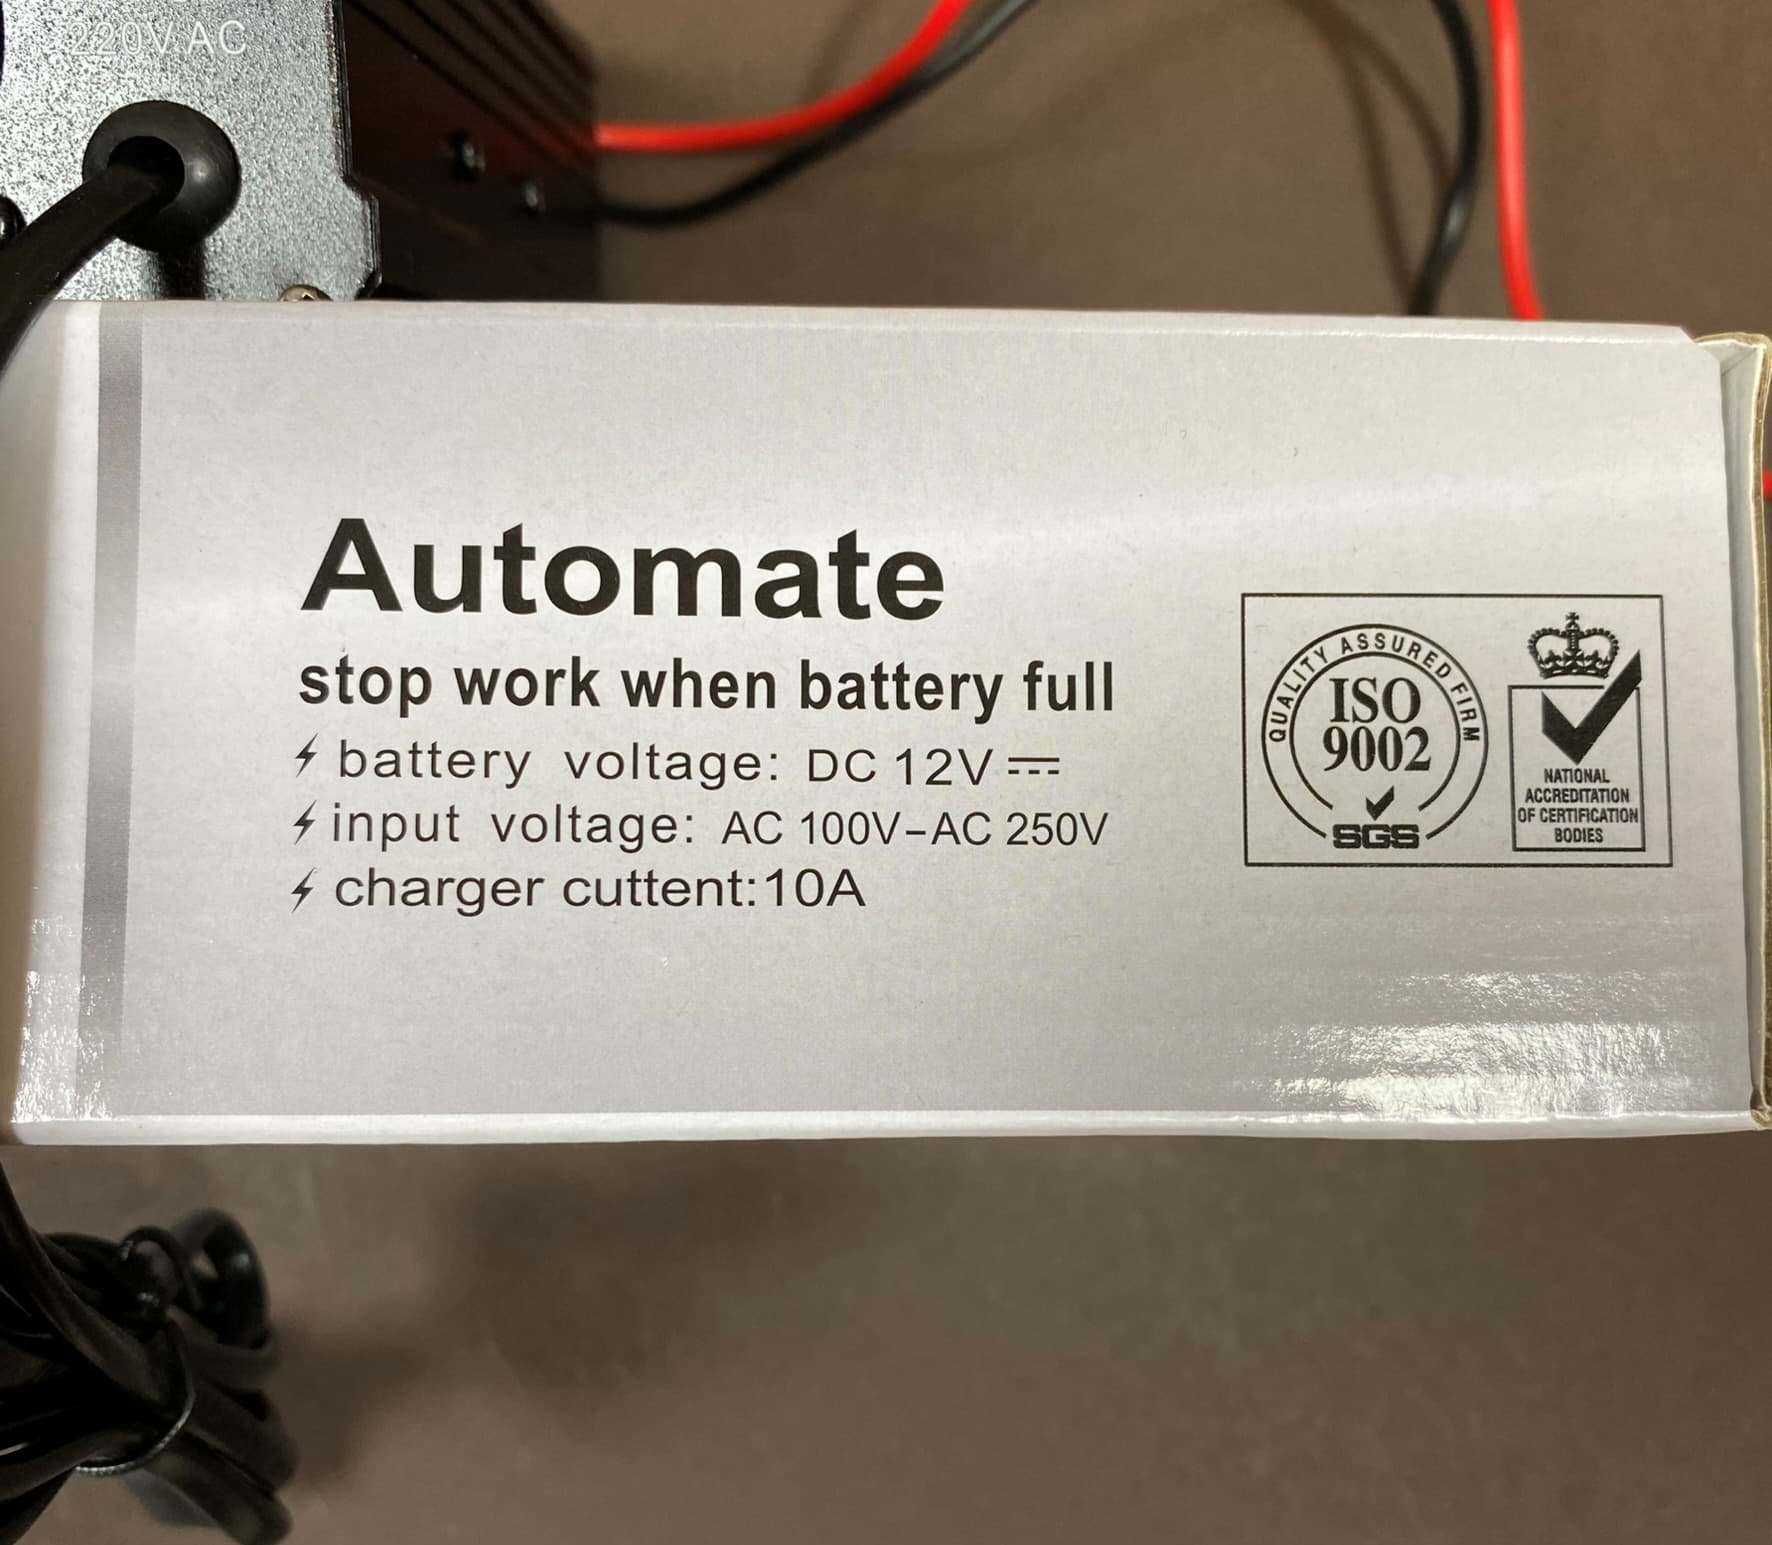 220V AC
Automate
stop work when battery full
battery voltage: DC 12V
input voltage: AC 100V-AC 250V
charger cuttent:10A
QUALITY ASSURED FIRM
ISO
9002
SGS
NATIONAL
ACCREDITATION
OF CERTIFICATION
BODIES